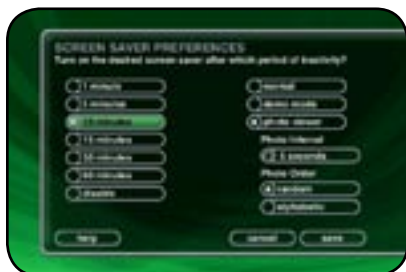 SCREEN SAVER PREFERENCES
Turn on the desired screen saver after which period of inactivity?
1 minute
5 minutes
10 minutes
15 minutes
30 minutes
60 minutes
disable
normal
demo mode
photo viewer
Photo Interval
5 seconds
Photo Order
random
alphabetic
help
cancel
save